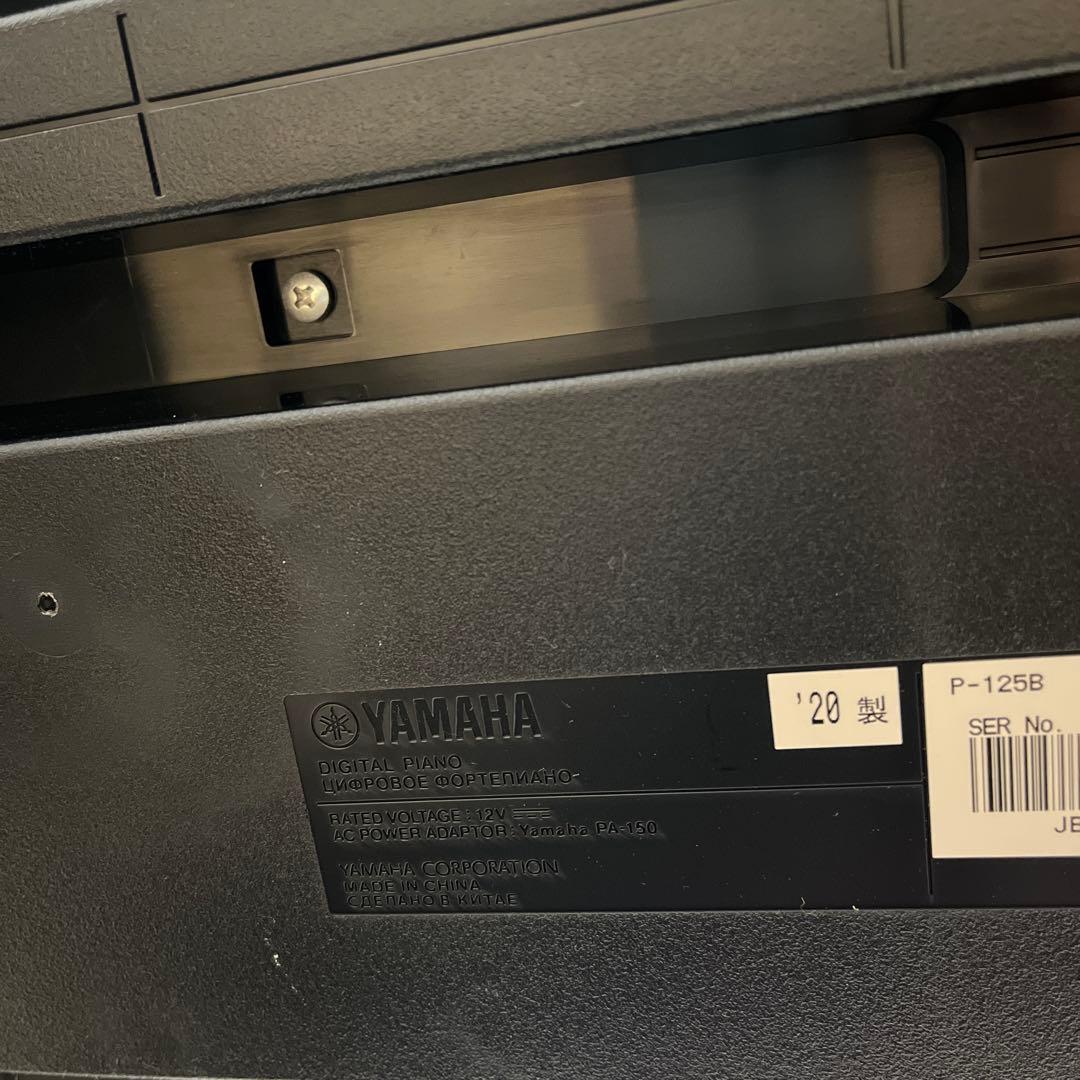 YAMAHA
DIGITAL PIANO
ЦИФРОВОЕ ФОРТЕПИАНО
RATED VOLTAGE : 12V
AC POWER ADAPTOR : Yamaha PA-150
YAMAHA CORPORATION
MADE IN CHINA
СДЕЛАНО В КИТАЕ
'20 製
P-125B
SER No.